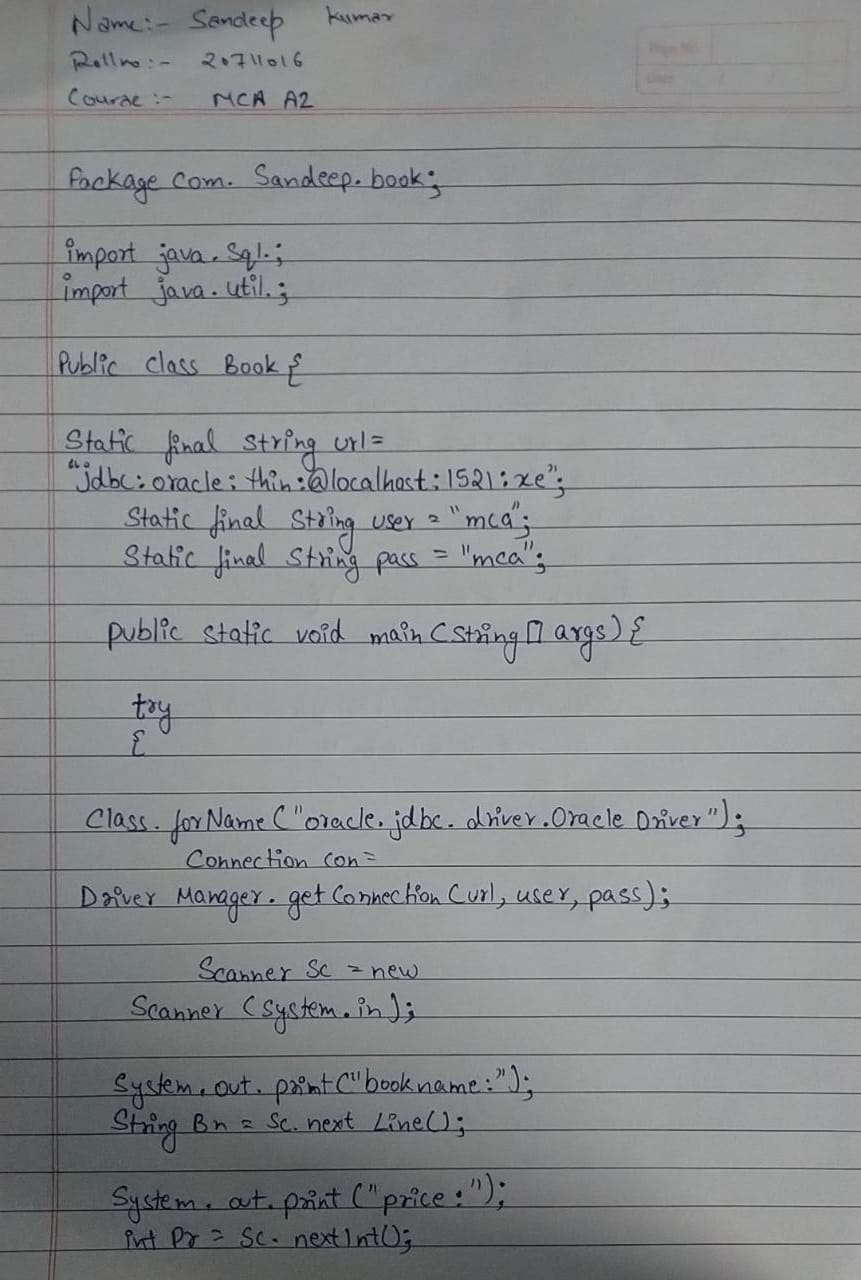 Name:- Sandeep Kumar
Rollno:- 20711016
Course:- MCA A2
Package com. Sandeep. book;
import java. Sql.;
import java. util.;
Public class Book {
Static final string url=
"jdbc:oracle:thin:@localhost:1521:xe";
Static final String user = "mca";
Static final String pass = "mca";
public static void main (string[] args) {
try
{
Class. forName ("oracle. jdbc. driver. Oracle Driver");
Connection con=
Driver Manager. get Connection (url, user, pass);
Scanner Sc = new
Scanner (system. in);
System. out. print ("bookname:");
String Bn = Sc. next Line();
System. out. print ("price:");
int Pr = Sc. nextInt();